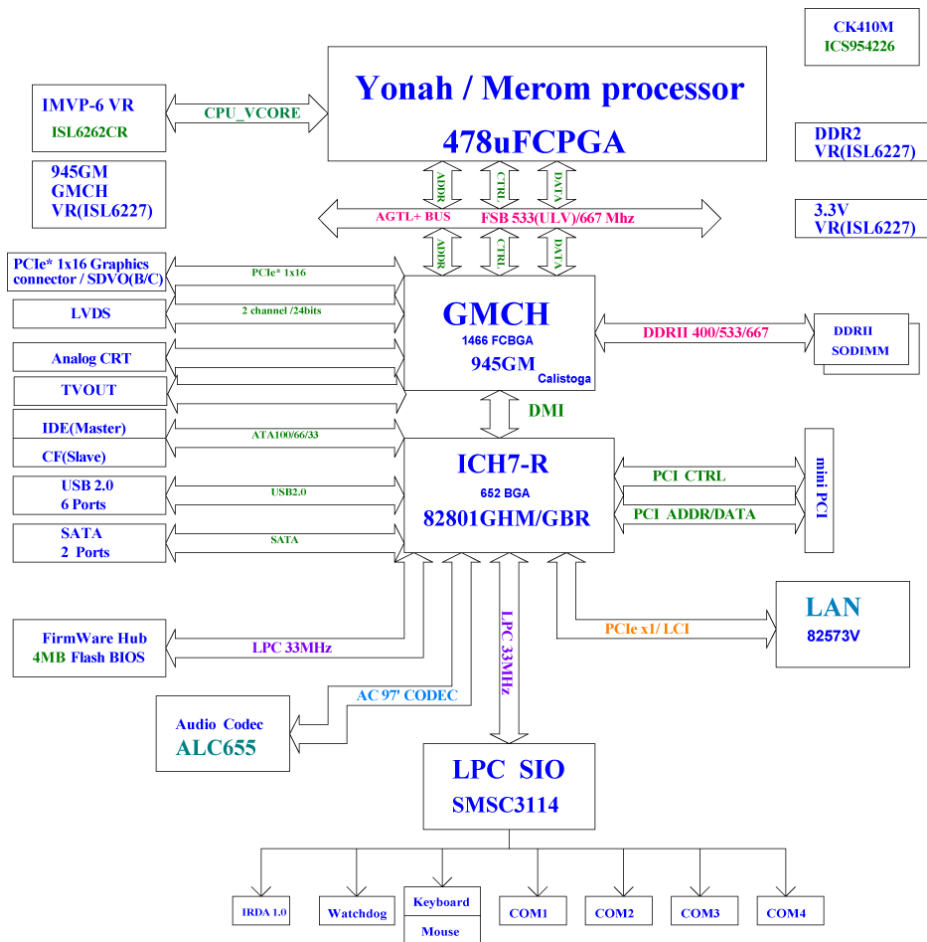 CK410M
ICS954226
Yonah / Merom processor
478uFCPGA
IMVP-6 VR
ISL6262CR
CPU_VCORE
DDR2
VR(ISL6227)
945GM
GMCH
VR(ISL6227)
ADDR
CTRL
DATA
3.3V
VR(ISL6227)
AGTL+ BUS
FSB 533(ULV)/667 Mhz
ADDR
CTRL
DATA
PCIe* 1x16 Graphics
connector / SDVO(B/C)
PCIe* 1x16
LVDS
2 channel /24bits
GMCH
1466 FCBGA
945GM
Calistoga
DDRII 400/533/667
DDRII
SODIMM
Analog CRT
TVOUT
DMI
IDE(Master)
CF(Slave)
ATA100/66/33
ICH7-R
652 BGA
82801GHM/GBR
PCI CTRL
PCI ADDR/DATA
mini PCI
USB 2.0
6 Ports
USB2.0
SATA
2 Ports
SATA
LAN
82573V
PCIe x1/ LCI
FirmWare Hub
4MB Flash BIOS
LPC 33MHz
LPC 33MHz
AC 97' CODEC
Audio Codec
ALC655
LPC SIO
SMSC3114
IRDA 1.0
Watchdog
Keyboard
Mouse
COM1
COM2
COM3
COM4